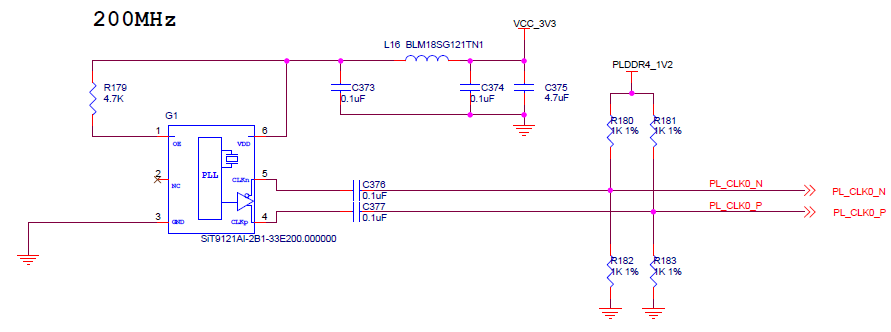 200MHz
VCC_3V3
L16 BLM18SG121TN1
PLDDR4_1V2
R179
4.7K
C373
0.1uF
C374
0.1uF
C375
4.7uF
G1
R180
1K 1%
R181
1K 1%
1
OE
VDD
6
2
NC
PLL
CLKn
5
C376
0.1uF
PL_CLK0_N
PL_CLK0_N
C377
0.1uF
PL_CLK0_P
PL_CLK0_P
3
GND
CLKp
4
SiT9121AI-2B1-33E200.000000
R182
1K 1%
R183
1K 1%